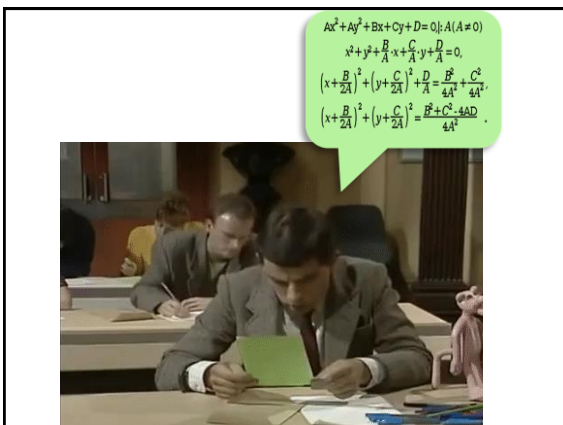 Ax²+Ay²+Bx+Cy+D=0,|:A(A≠0)
x²+y²+B/A·x+C/A·y+D/A=0,
(x+B/2A)²+(y+C/2A)²+D/A=B²/4A²+C²/4A²,
(x+B/2A)²+(y+C/2A)²=B²+C²-4AD/4A².